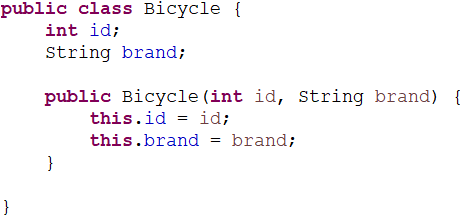 public class Bicycle {
    int id;
    String brand;

    public Bicycle(int id, String brand) {
        this.id = id;
        this.brand = brand;
    }

}